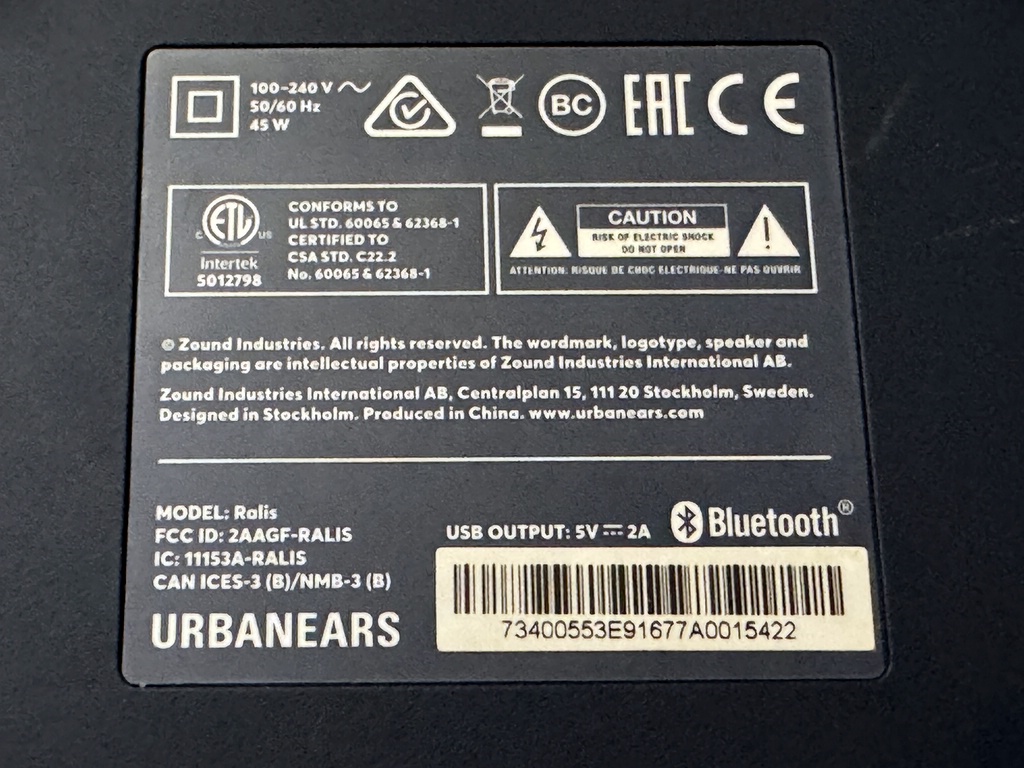 100-240 V ~
50/60 Hz
45 W
BC
EAC CE
c ETL us
Intertek
5012798
CONFORMS TO
UL STD. 60065 & 62368-1
CERTIFIED TO
CSA STD. C22.2
No. 60065 & 62368-1
CAUTION
RISK OF ELECTRIC SHOCK
DO NOT OPEN
ATTENTION: RISQUE DE CHOC ELECTRIQUE-NE PAS OUVRIR
© Zound Industries. All rights reserved. The wordmark, logotype, speaker and
packaging are intellectual properties of Zound Industries International AB.
Zound Industries International AB, Centralplan 15, 111 20 Stockholm, Sweden.
Designed in Stockholm. Produced in China. www.urbanears.com
MODEL: Ralis
FCC ID: 2AAGF-RALIS
IC: 11153A-RALIS
CAN ICES-3 (B)/NMB-3 (B)
URBANEARS
USB OUTPUT: 5V ⎓ 2A
Bluetooth®
73400553E91677A0015422